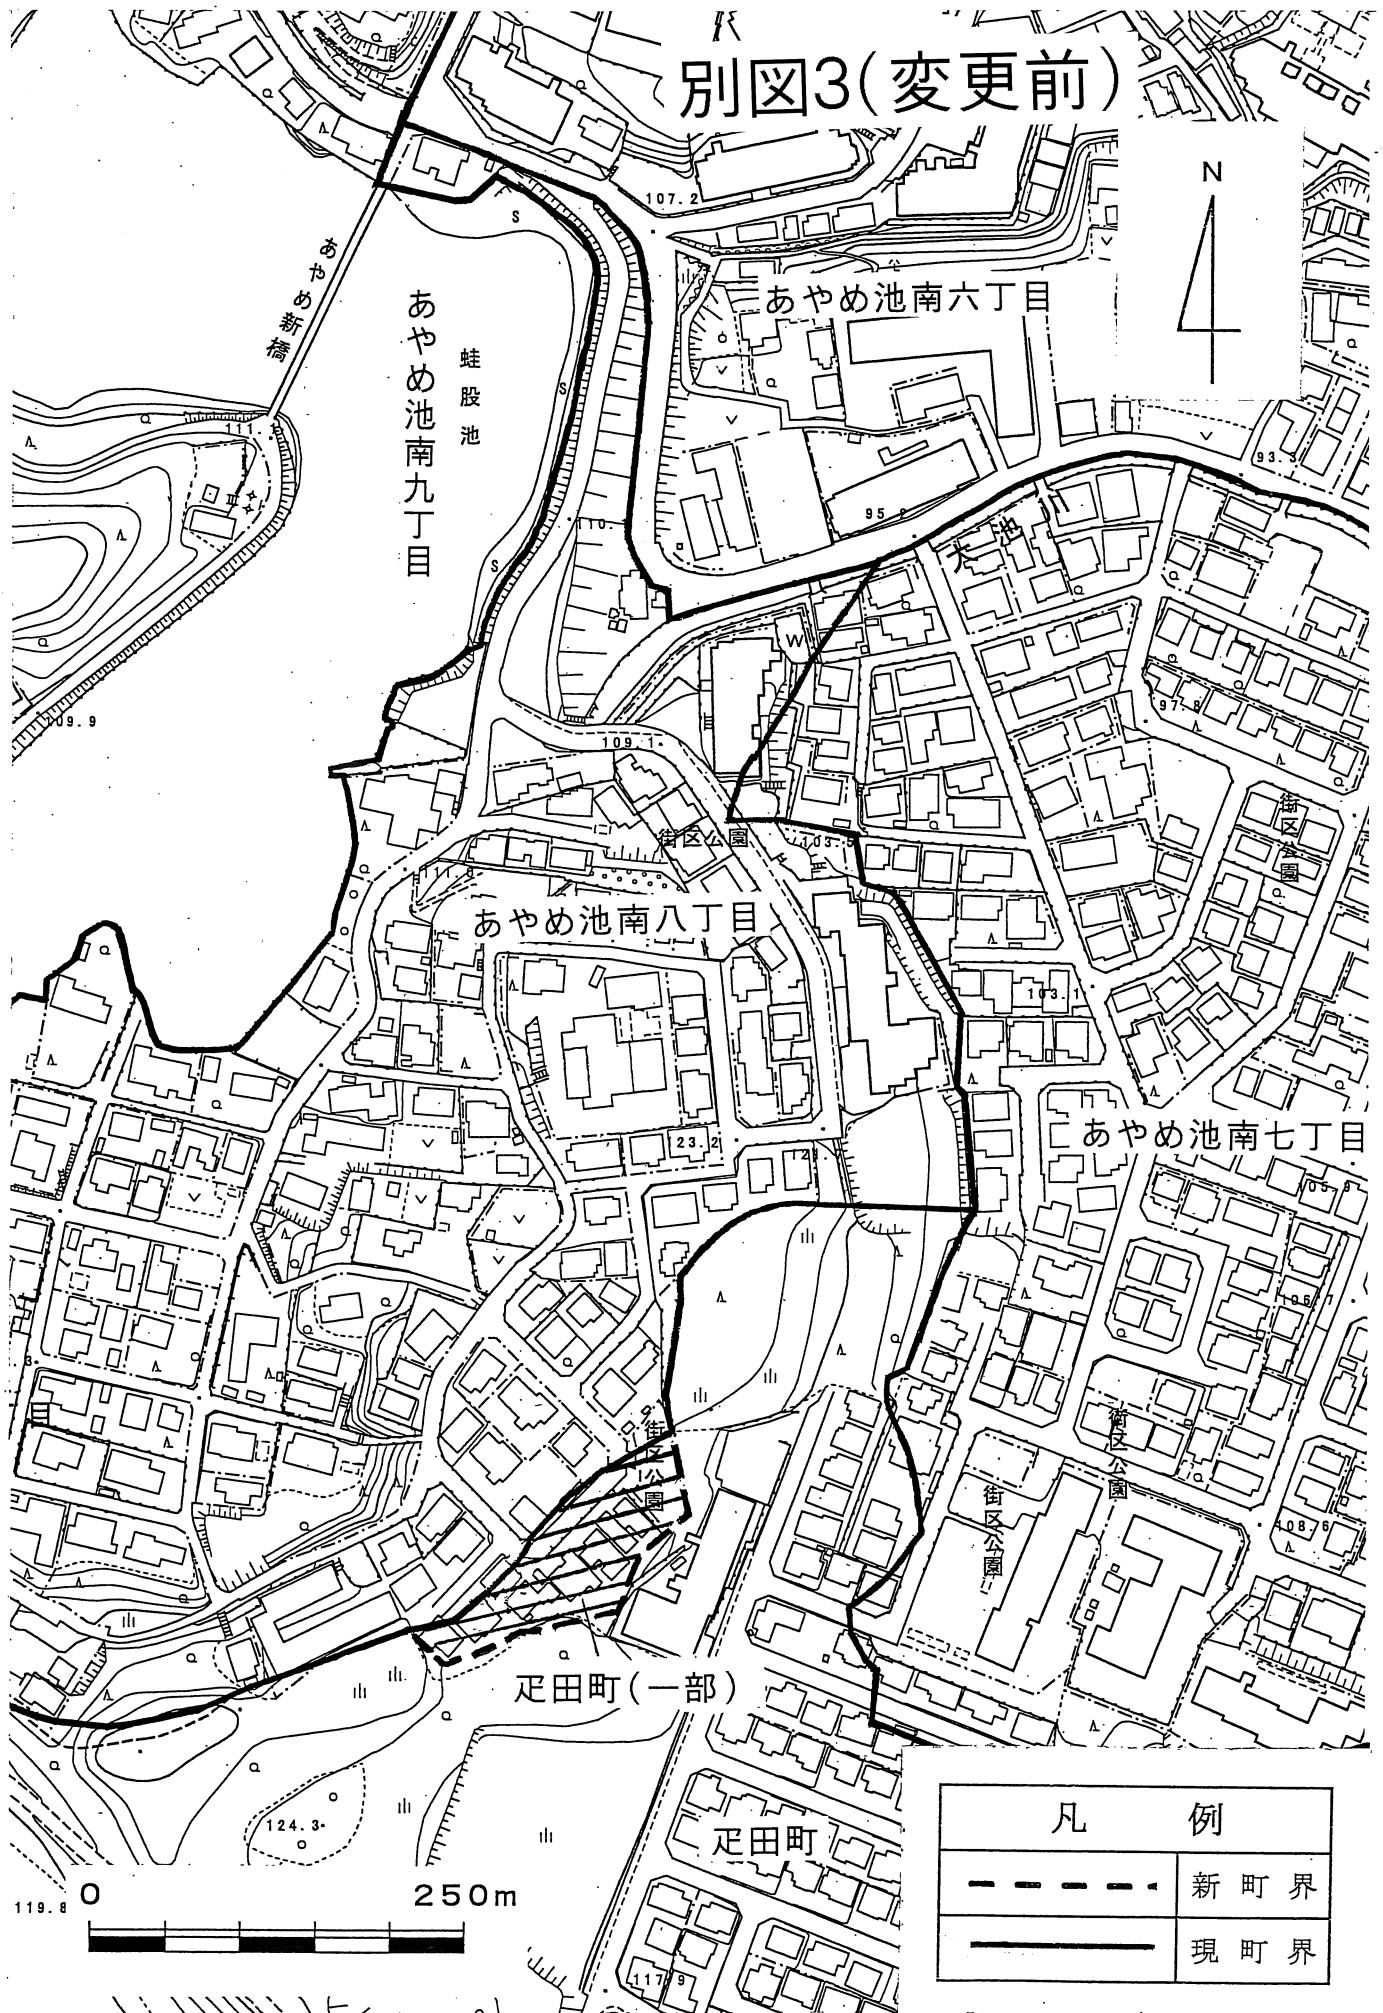 別図3(変更前)
N
107.2
あやめ新橋
あやめ池南六丁目
あやめ池南九丁目
蛙股池
S
S
S
111.
93.3
95.
110.
大池川
W
109.9
97.8
109.1
街区公園
街区公園
103.5
あやめ池南八丁目
103.1
あやめ池南七丁目
123.2
121
105.9
106.7
街区公園
街区公園
街区公園
108.6
疋田町(一部)
124.3
疋田町
119.8
117.9
0 250m
凡例
新町界
現町界